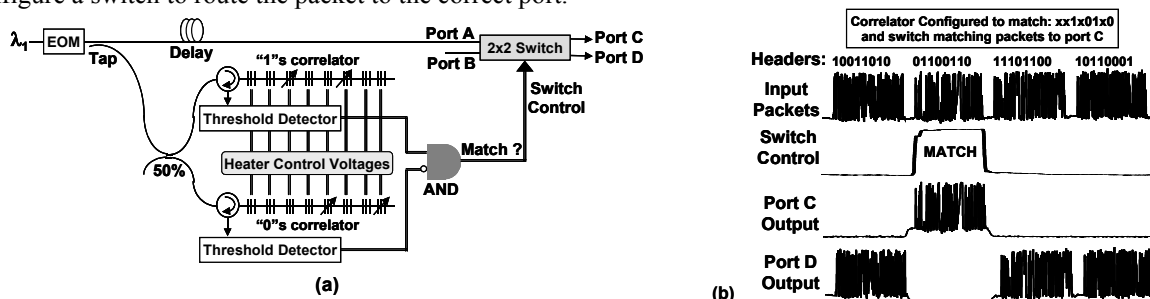 figure a switch to route the packet to the correct port.
λ1
EOM
Tap
Delay
Port A
Port B
2x2 Switch
Port C
Port D
Switch
Control
"1"s correlator
Threshold Detector
Heater Control Voltages
50%
Match ?
AND
"0"s correlator
Threshold Detector
(a)
Correlator Configured to match: xx1x01x0
and switch matching packets to port C
Headers: 10011010 01100110 11101100 10110001
Input
Packets
Switch
Control
MATCH
Port C
Output
Port D
Output
(b)